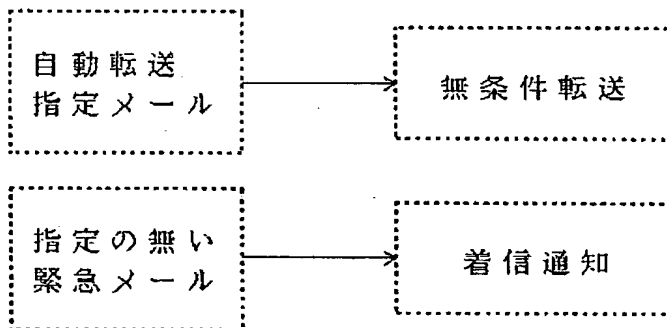 自動転送
指定メール
無条件転送
指定の無い
緊急メール
着信通知